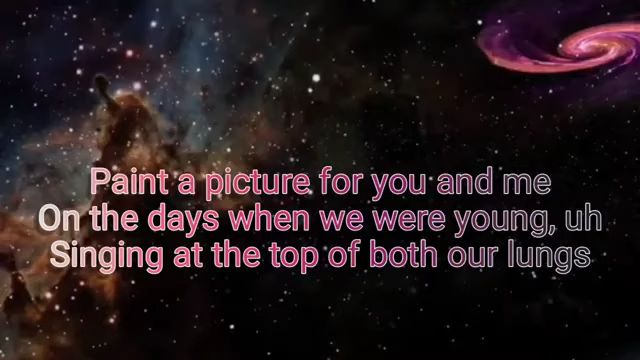 Paint a picture for you and me
On the days when we were young, uh
Singing at the top of both our lungs